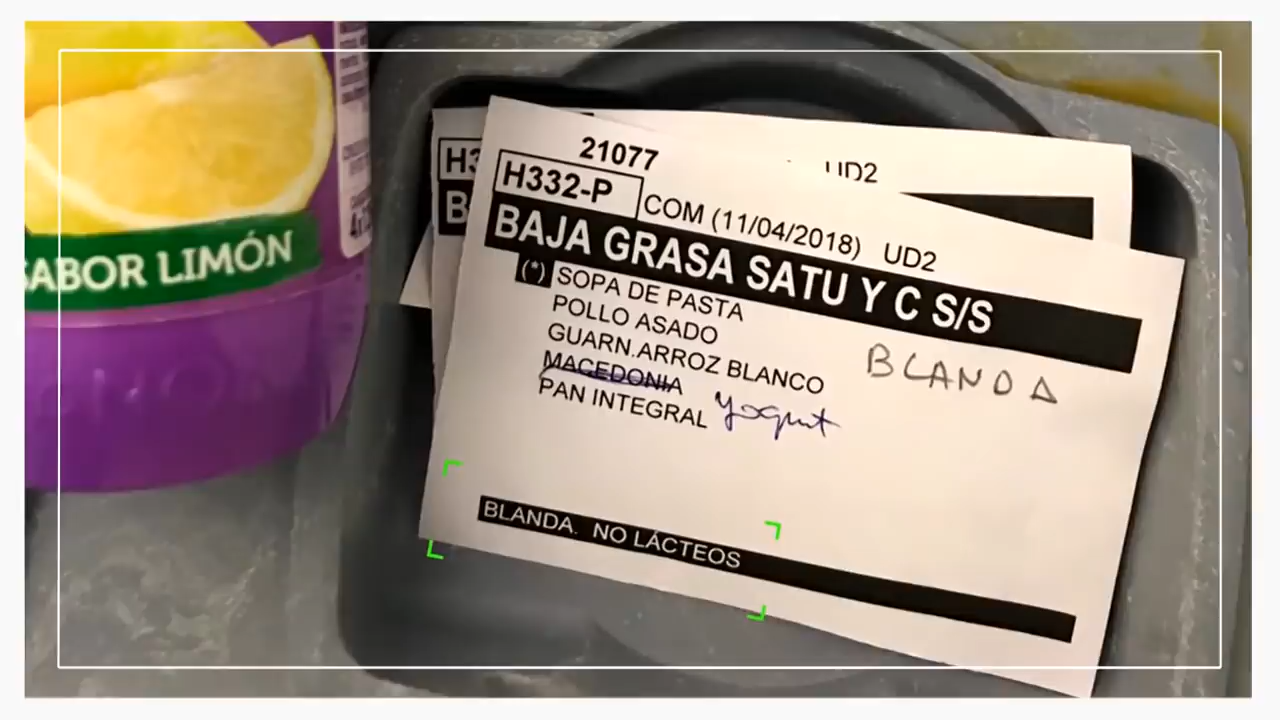 SABOR LIMÓN
UD2
21077
H332-P COM (11/04/2018) UD2
BAJA GRASA SATU Y C S/S
(*) SOPA DE PASTA
POLLO ASADO
GUARN.ARROZ BLANCO
BLANDA
MACEDONIA
Yogurt
PAN INTEGRAL
BLANDA. NO LÁCTEOS